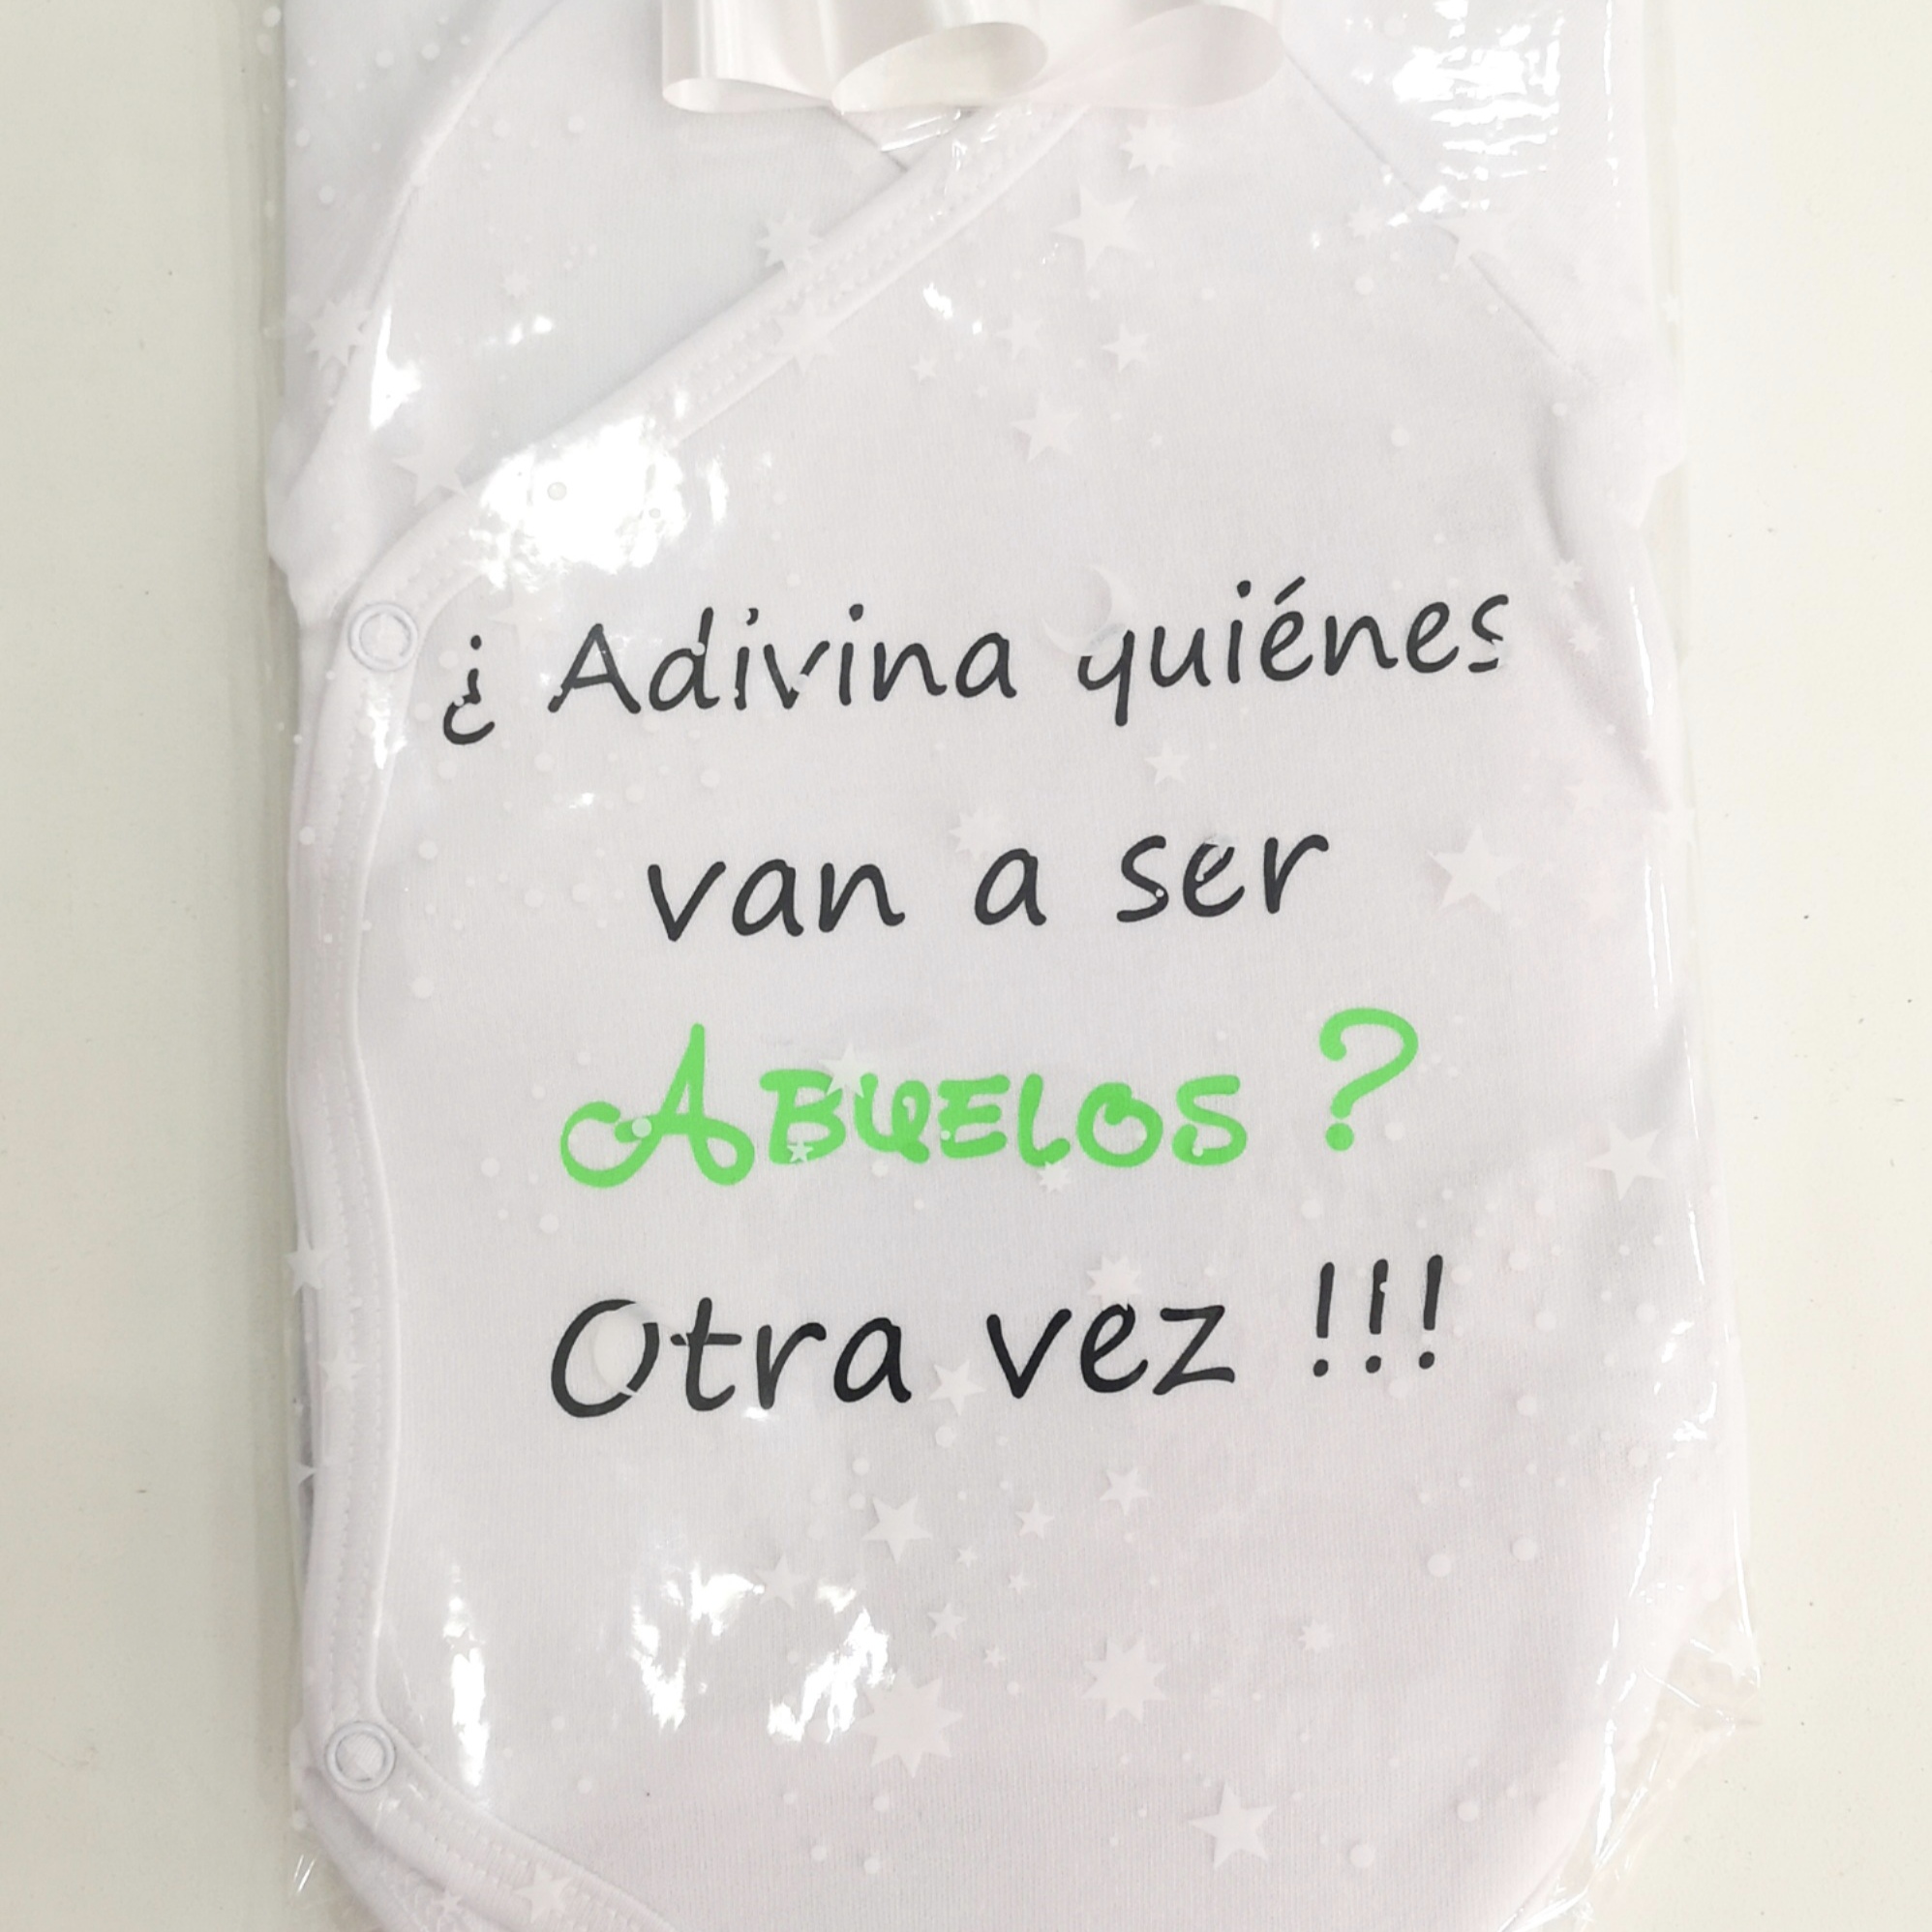 ¿ Adivina quiénes
van a ser
ABUELOS ?
Otra vez !!!